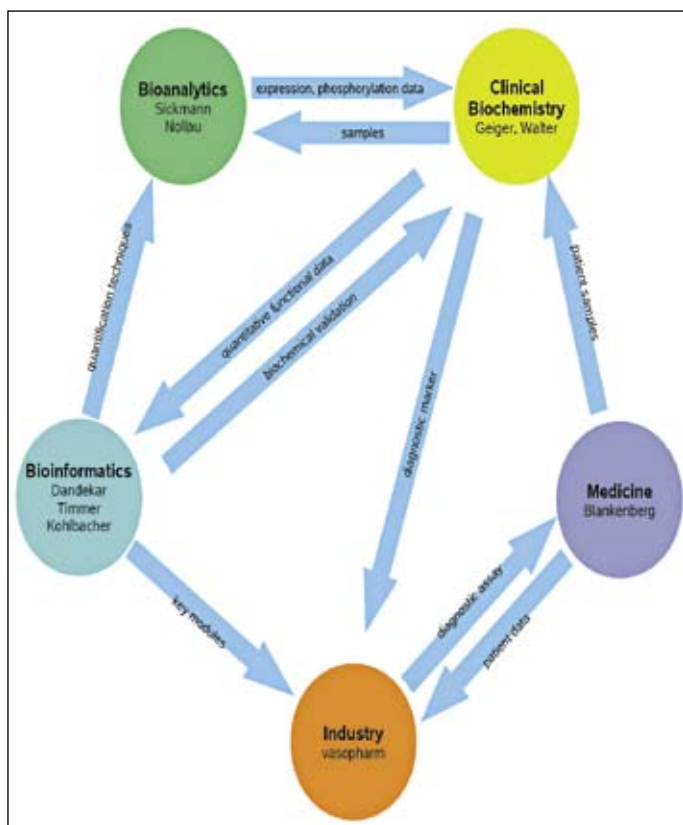 Bioanalytics
Sickmann
Nollau
expression, phosphorylation data
samples
Clinical
Biochemistry
Geiger, Walter
quantification techniques
quantitative functional data
biochemical validation
diagnostic marker
patient samples
Bioinformatics
Dandekar
Timmer
Kohlbacher
Medicine
Blankenberg
key modules
diagnostic assay
patient data
Industry
vasopharm